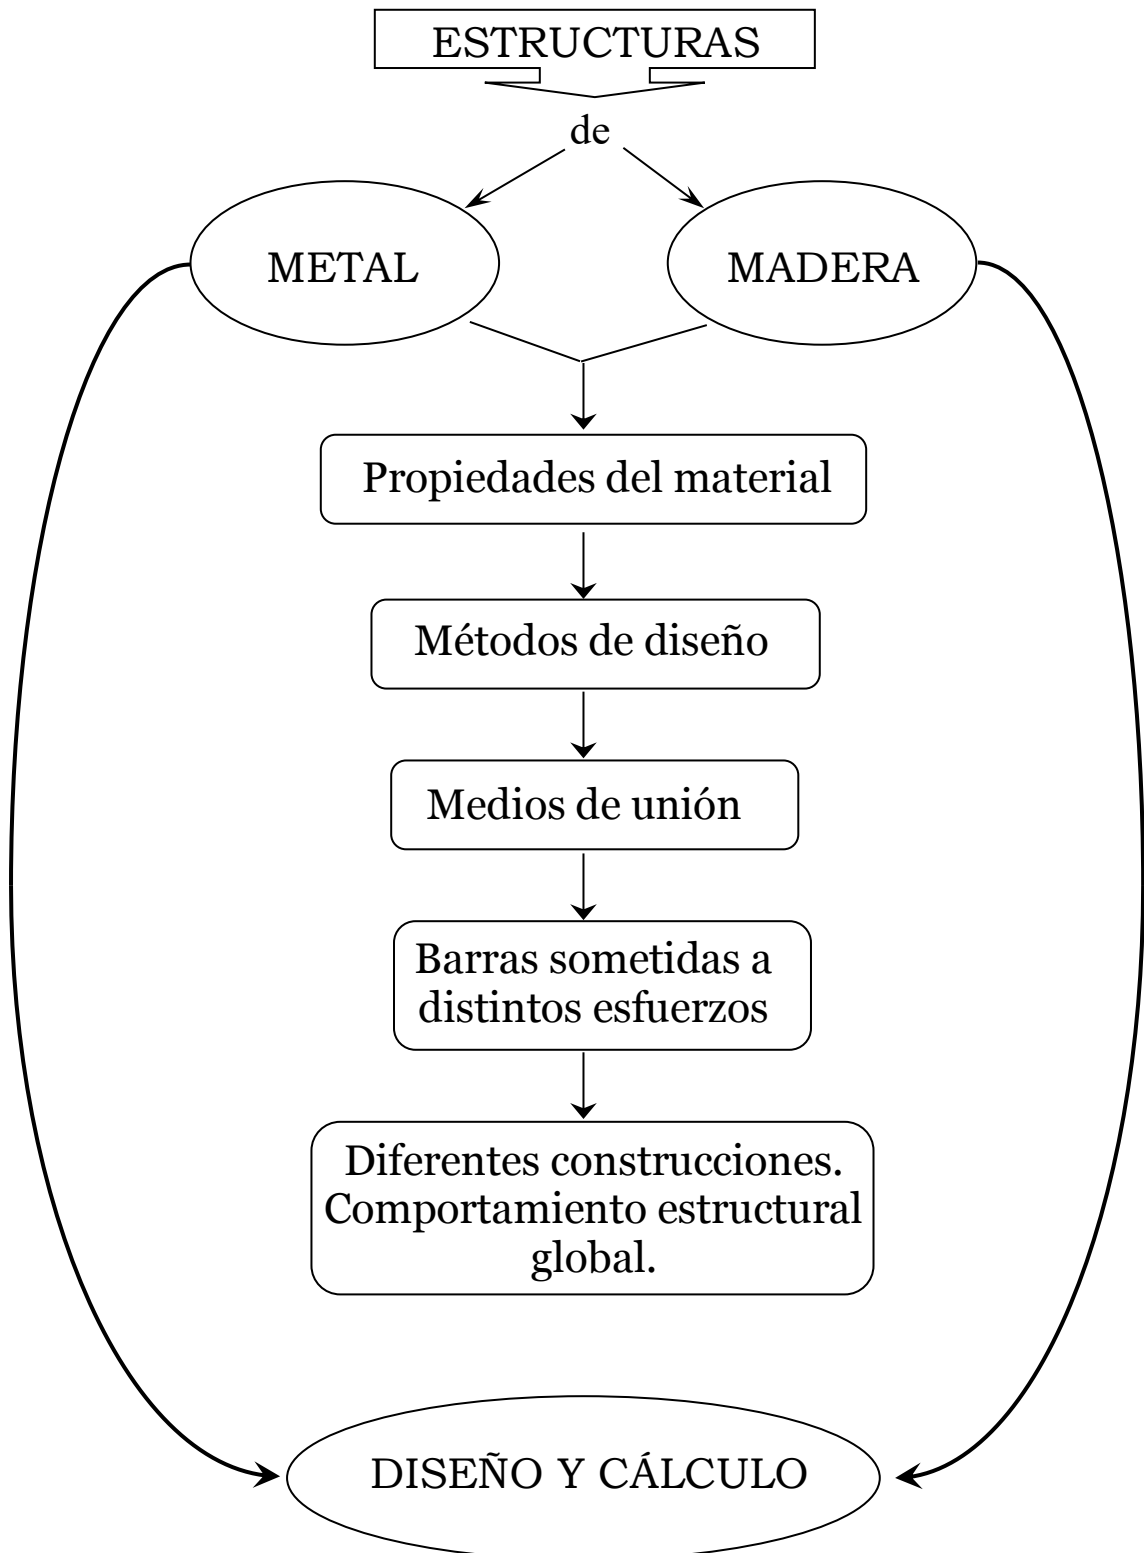 ESTRUCTURAS
de
METAL
MADERA
Propiedades del material
Métodos de diseño
Medios de unión
Barras sometidas a
distintos esfuerzos
Diferentes construcciones.
Comportamiento estructural
global.
DISEÑO Y CÁLCULO